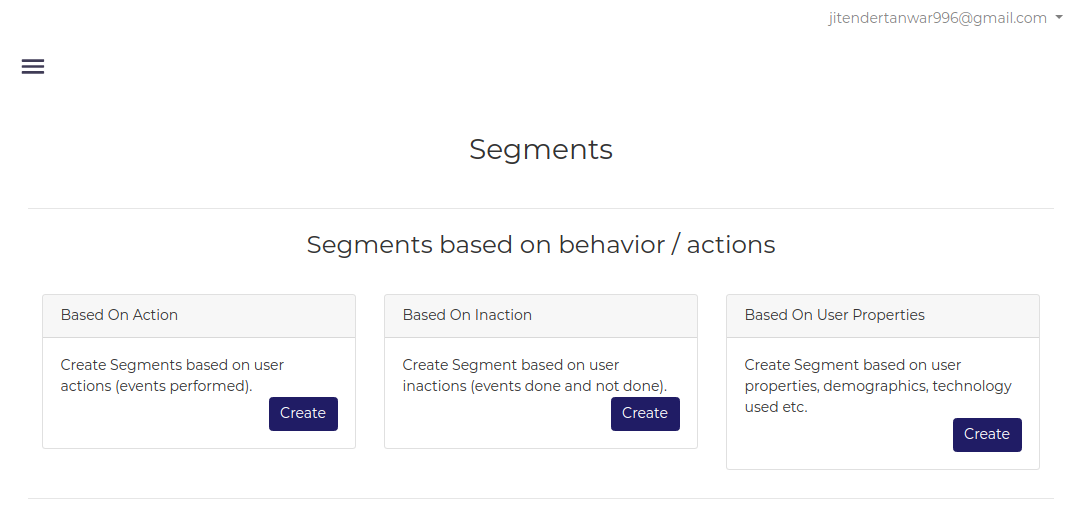 jitendertanwar996@gmail.com
Segments
Segments based on behavior / actions
Based On Action
Create Segments based on user
actions (events performed).
Create
Based On Inaction
Create Segment based on user
inactions (events done and not done).
Create
Based On User Properties
Create Segment based on user
properties, demographics, technology
used etc.
Create